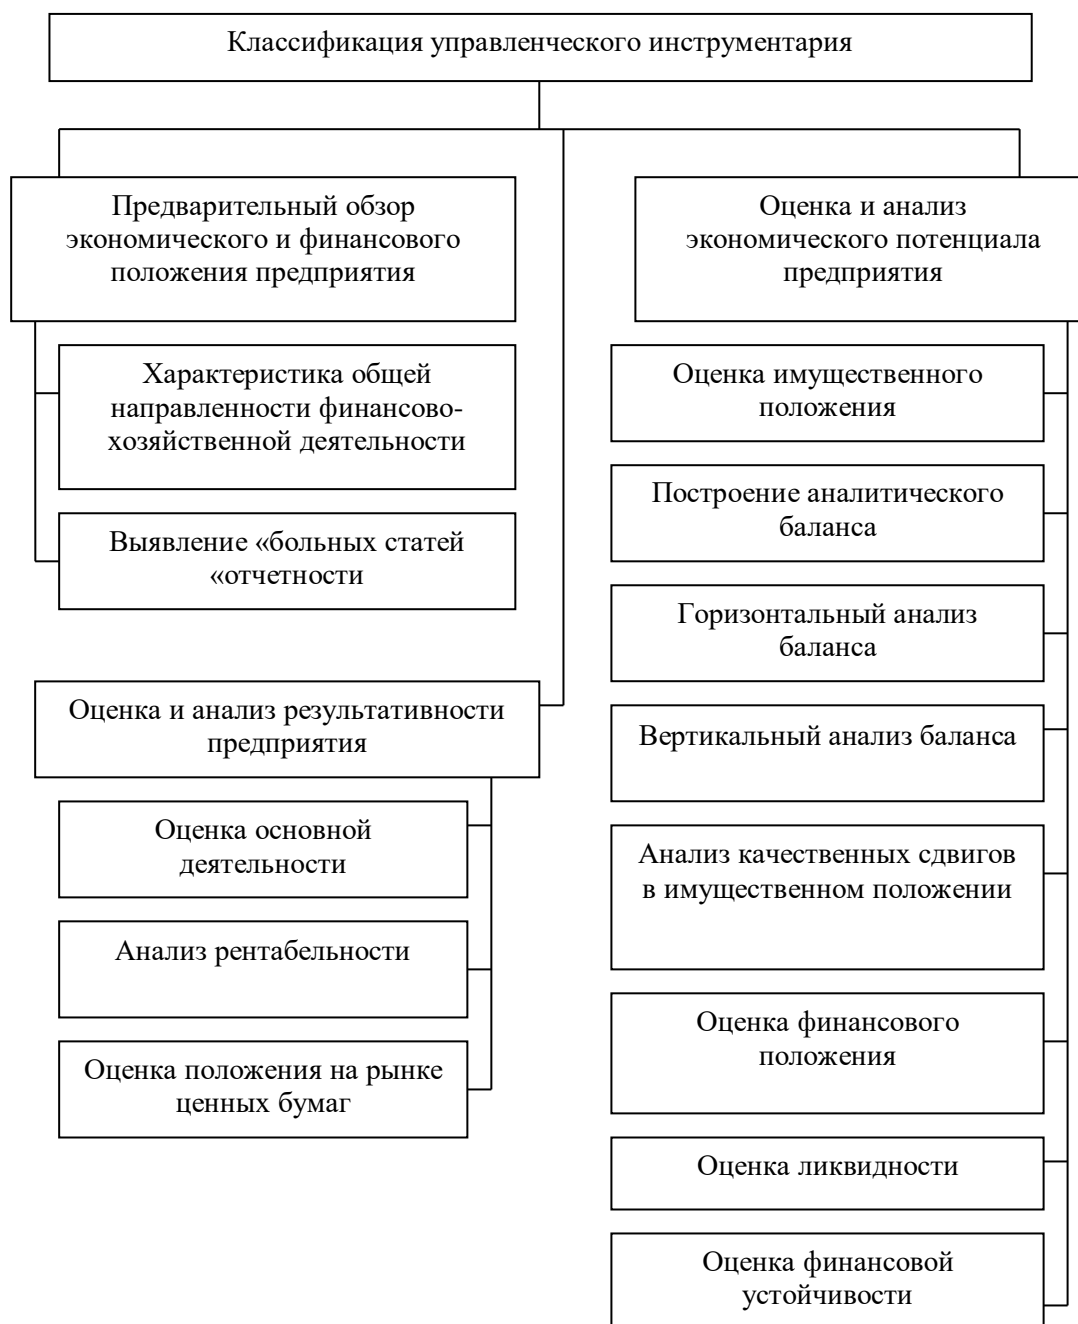 Классификация управленческого инструментария
Предварительный обзор
экономического и финансового
положения предприятия
Характеристика общей
направленности финансово-
хозяйственной деятельности
Выявление «больных статей
«отчетности
Оценка и анализ результативности
предприятия
Оценка основной
деятельности
Анализ рентабельности
Оценка положения на рынке
ценных бумаг
Оценка и анализ
экономического потенциала
предприятия
Оценка имущественного
положения
Построение аналитического
баланса
Горизонтальный анализ
баланса
Вертикальный анализ баланса
Анализ качественных сдвигов
в имущественном положении
Оценка финансового
положения
Оценка ликвидности
Оценка финансовой
устойчивости